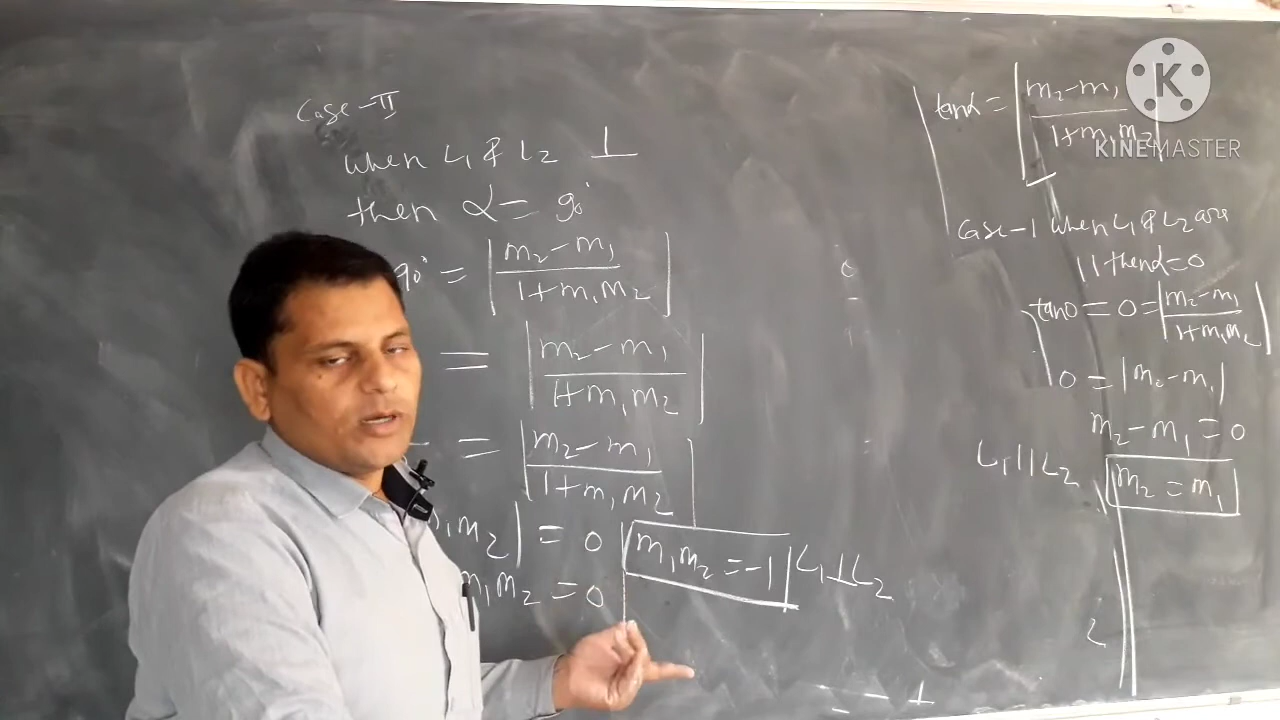 Case-II
when L₁ & L₂ ⊥
then α = 90°
90° = |m₂-m₁ / 1+m₁m₂|
= |m₂-m₁ / 1+m₁m₂|
= |m₂-m₁ / 1+m₁m₂|
m₂| = 0
m₁m₂ = 0
m₁m₂ = -1 L₁⊥L₂
tanα = |m₂-m₁ / 1+m₁m₂|
Case-1 when L₁ & L₂ are
|| then α=0
tan0 = 0 = |m₂-m₁ / 1+m₁m₂|
0 = |m₂-m₁|
m₂-m₁ = 0
L₁||L₂ m₂ = m₁
K
KINEMASTER